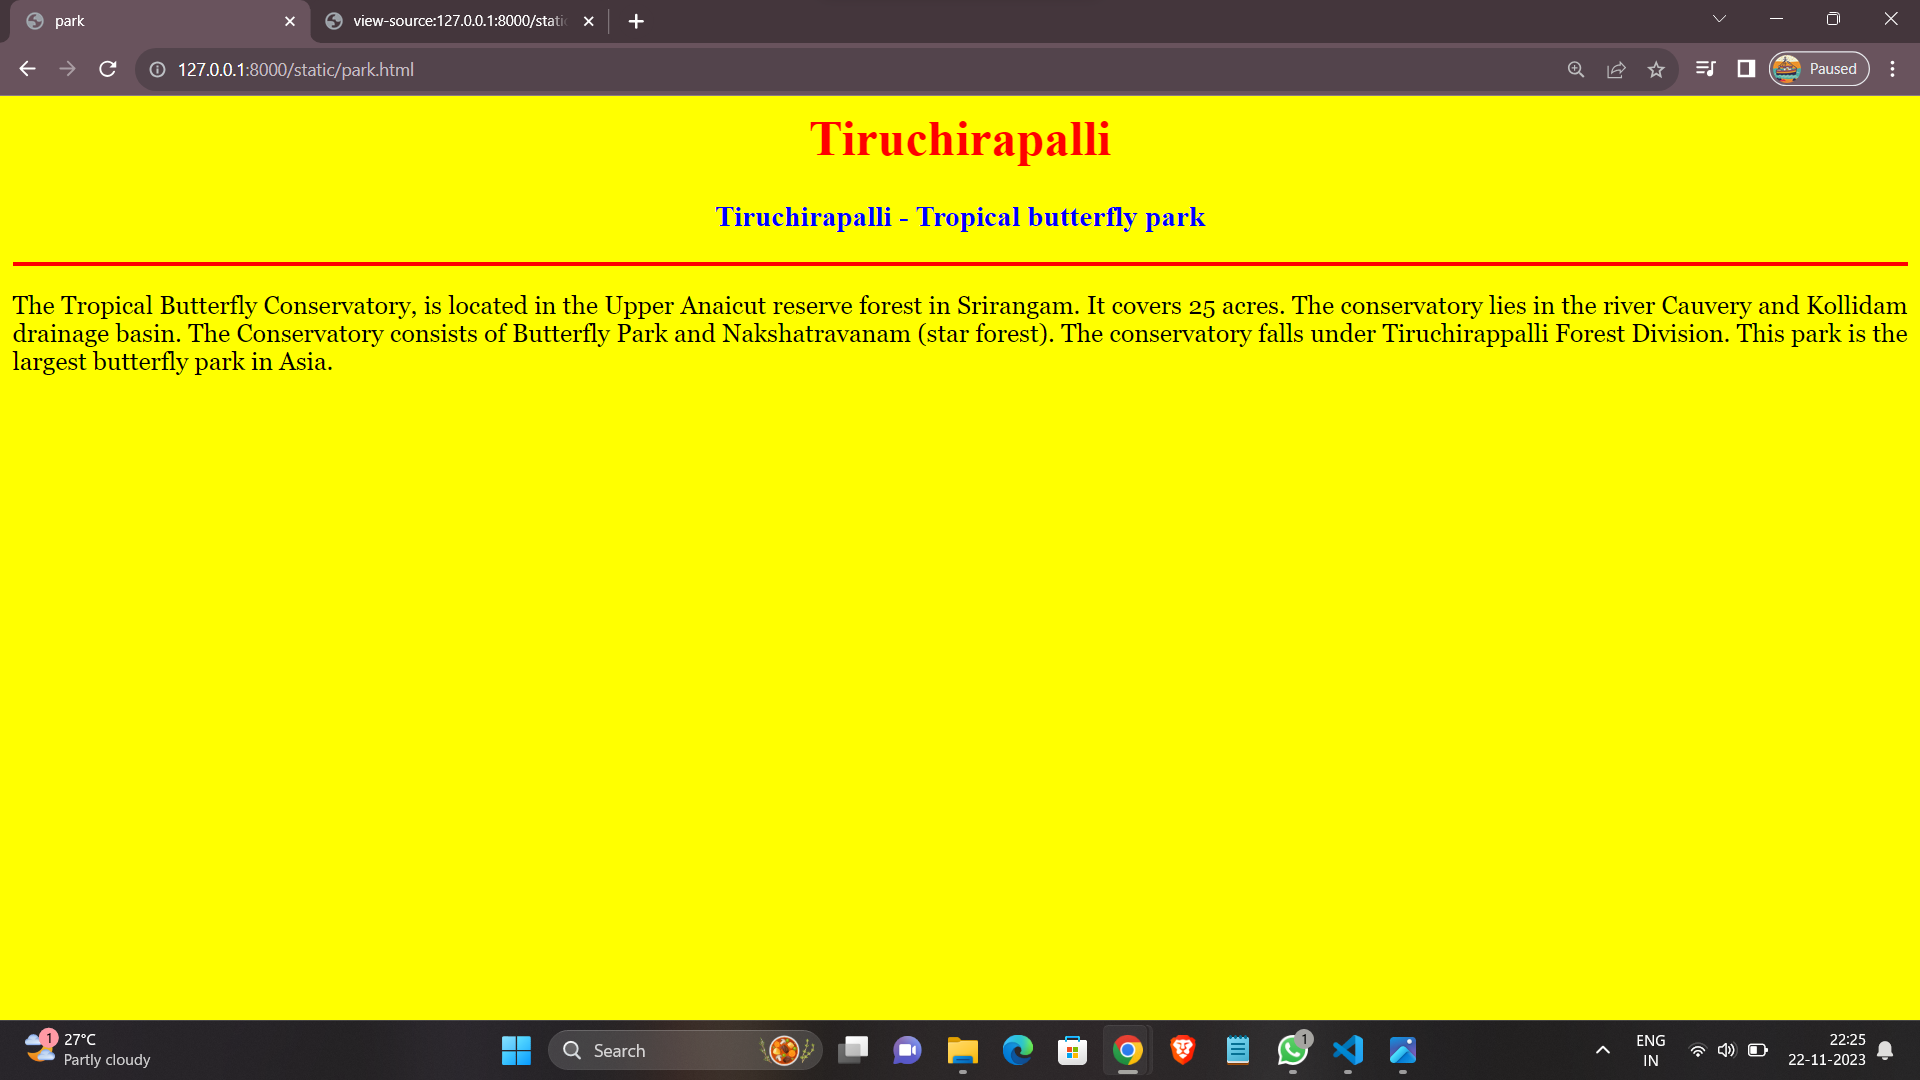 park
view-source:127.0.0.1:8000/stati
127.0.0.1:8000/static/park.html
Paused
Tiruchirapalli
Tiruchirapalli - Tropical butterfly park
The Tropical Butterfly Conservatory, is located in the Upper Anaicut reserve forest in Srirangam. It covers 25 acres. The conservatory lies in the river Cauvery and Kollidam
drainage basin. The Conservatory consists of Butterfly Park and Nakshatravanam (star forest). The conservatory falls under Tiruchirappalli Forest Division. This park is the
largest butterfly park in Asia.
1
27°C
Partly cloudy
Search
1
ENG
IN
22:25
22-11-2023